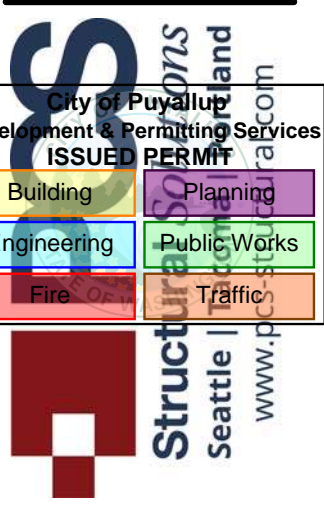 City of Puyallup
elopment & Permitting Services
ISSUED PERMIT
Building
Planning
ngineering
Public Works
Fire
Traffic
PCS
Structural Solutions
Seattle | Tacoma | Portland
www.pcs-structural.com